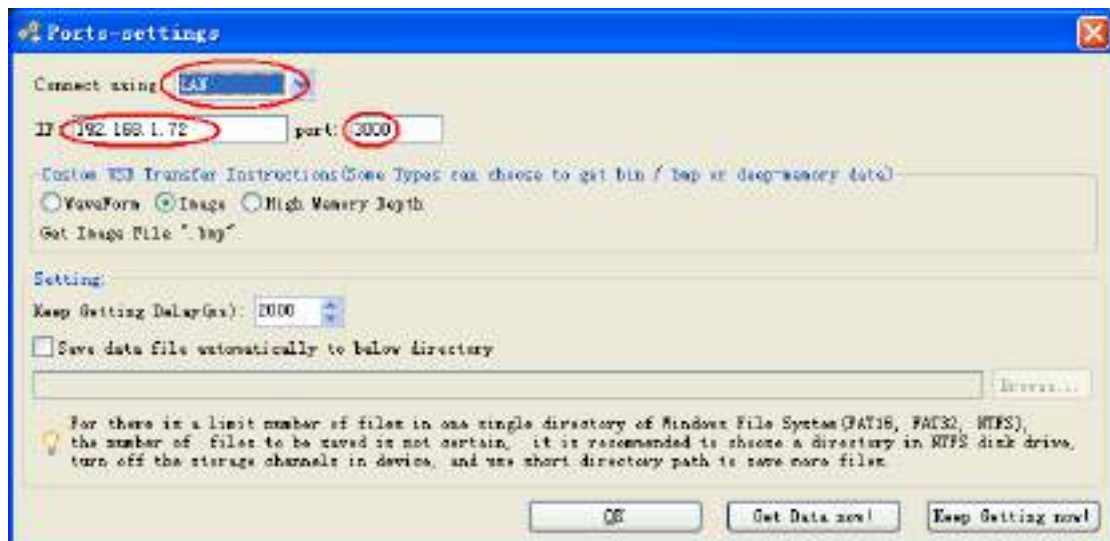 Ports-settings
Connect using: LAN
IP: 192.168.1.72 port: 3000
Custom USB Transfer Instructions(Some Types can choose to get bin / bmp or deep-memory data)
WaveForm Image High Memory Depth
Get Image File ".bmp"
Setting:
Keep Getting Delay(ms): 2000
Save data file automatically to below directory
Browse...
For there is a limit number of files in one single directory of Windows File System(FAT16, FAT32, NTFS),
the number of files to be saved is not certain, it is recommended to choose a directory in NTFS disk drive,
turn off the storage channels in device, and use short directory path to save more files.
OK Get Data now! Keep Getting now!